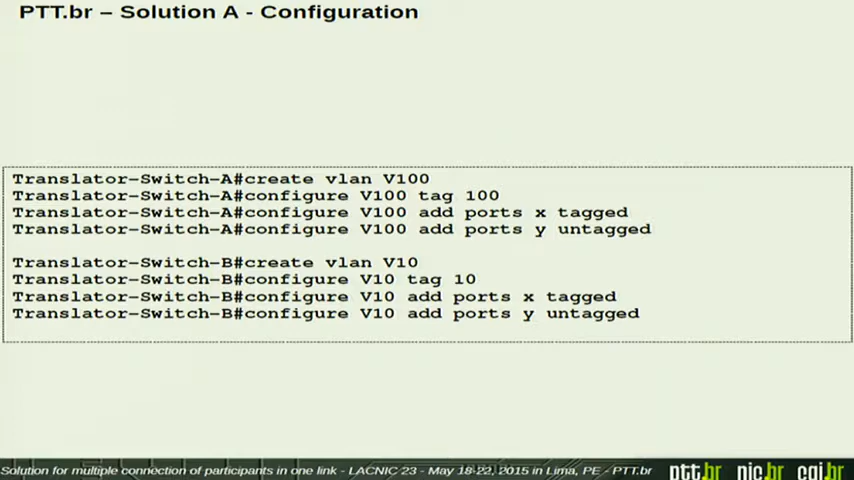 PTT.br – Solution A - Configuration
Translator-Switch-A#create vlan V100
Translator-Switch-A#configure V100 tag 100
Translator-Switch-A#configure V100 add ports x tagged
Translator-Switch-A#configure V100 add ports y untagged
Translator-Switch-B#create vlan V10
Translator-Switch-B#configure V10 tag 10
Translator-Switch-B#configure V10 add ports x tagged
Translator-Switch-B#configure V10 add ports y untagged
Solution for multiple connection of participants in one link - LACNIC 23 - May 18-22, 2015 in Lima, PE - PTT.br
ptt.br nic.br cgi.br